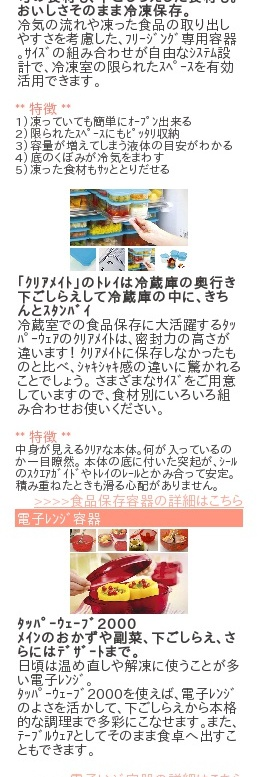 おいしさそのまま冷凍保存。
冷気の流れや凍った食品の取り出し
やすさを考慮した、ﾌﾘｰｼﾞﾝｸﾞ専用容器
｡ｻｲｽﾞの組み合わせが自由なシステム設
計で、冷凍室の限られたｽﾍﾟｰｽを有効
活用できます。
** 特徴 **
1)凍っていても簡単にｵｰﾌﾟﾝ出来る
2)限られたｽﾍﾟｰｽにもﾋﾟｯﾀﾘ収納
3)容量が増えてしまう液体の目安がわかる
4)底のくぼみが冷気をまわす
5)凍った食材もｻｯととりだせる
｢ｸﾘｱﾒｲﾄ｣のﾄﾚｲは冷蔵庫の奥行き
下ごしらえして冷蔵庫の中に、きち
んとｽﾀﾝﾊﾞｲ
冷蔵室での食品保存に大活躍するﾀｯ
ﾊﾟｰｳｪｱのｸﾘｱﾒｲﾄは、密封力の高さが
違います! ｸﾘｱﾒｲﾄに保存しなかったも
のと比べ、ｼｬｷｼｬｷ感の違いに驚かれる
ことでしょう。さまざまなｻｲｽﾞをご用意
していますので、食材別にいろいろ組
み合わせお使いください。
** 特徴 **
中身が見えるｸﾘｱな本体。何が入っているの
か一目瞭然。本体の底に付いた突起が、ｼｰﾙ
のｽｸｴｱｶﾞｲﾄﾞやﾄﾚｲのﾚｰﾙとかみ合って安定。
積み重ねたときも滑る心配がありません。
>>>>食品保存容器の詳細はこちら
電子ﾚﾝｼﾞ容器
ﾀｯﾊﾟｰｳｪｰﾌﾞ2000
ﾒｲﾝのおかずや副菜、下ごしらえ、さ
らにはﾃﾞｻﾞｰﾄまで。
日頃は温め直しや解凍に使うことが多
い電子ﾚﾝｼﾞ。
ﾀｯﾊﾟｰｳｪｰﾌﾞ2000を使えば、電子ﾚﾝｼﾞ
のよさを活かして、下ごしらえから本格
的な調理まで多彩にこなせます。また、
ﾃｰﾌﾞﾙｳｪｱとしてそのまま食卓へ出すこ
ともできます。